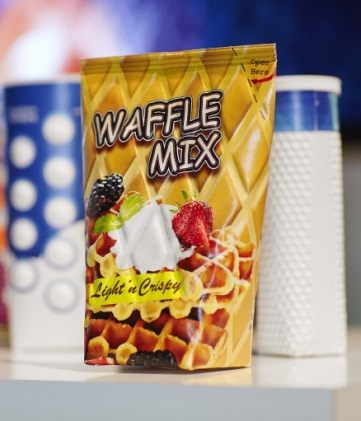 Open
Here
WAFFLE
MIX
Light 'n Crispy